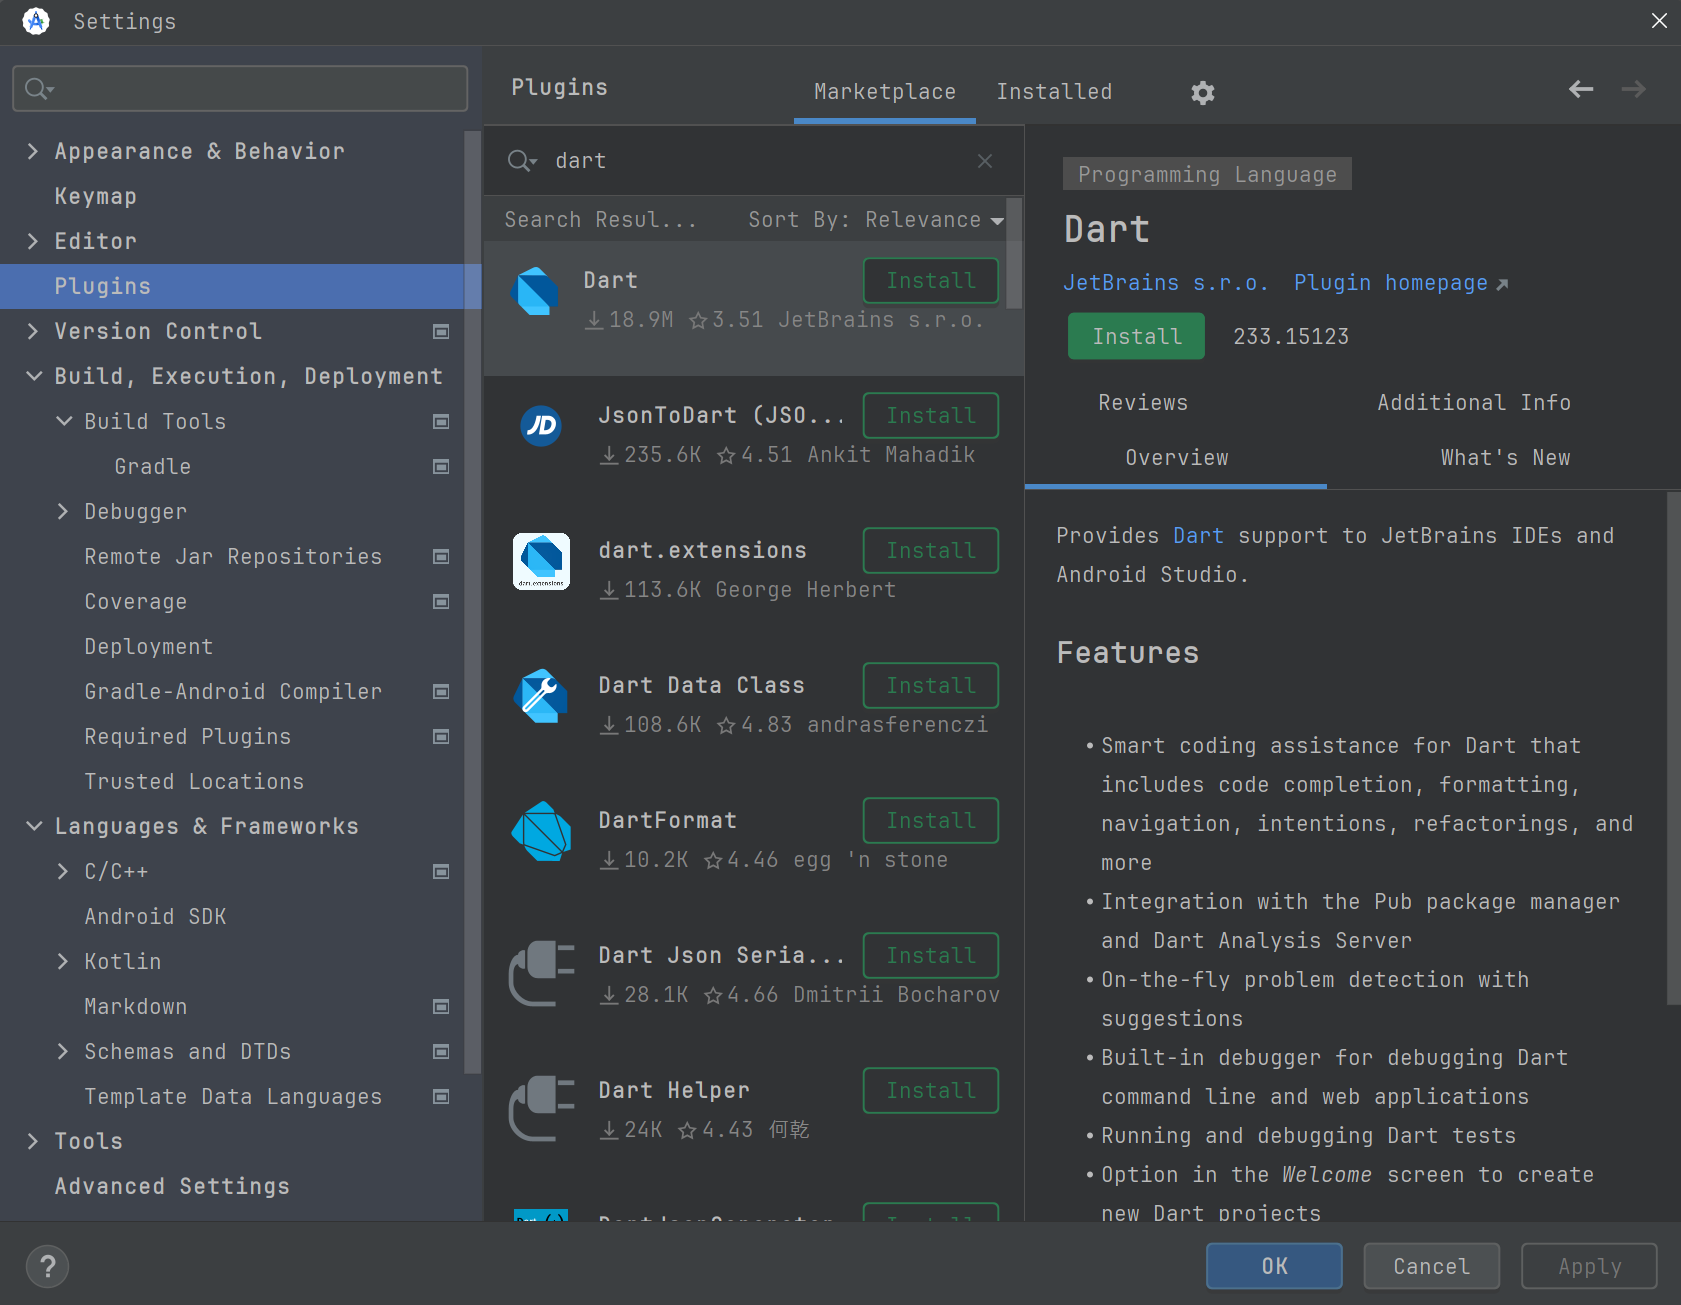 Settings
Appearance & Behavior
Keymap
Editor
Plugins
Version Control
Build, Execution, Deployment
Build Tools
Gradle
Debugger
Remote Jar Repositories
Coverage
Deployment
Gradle-Android Compiler
Required Plugins
Trusted Locations
Languages & Frameworks
C/C++
Android SDK
Kotlin
Markdown
Schemas and DTDs
Template Data Languages
Tools
Advanced Settings
Plugins
Marketplace
Installed
dart
Search Resul...
Sort By: Relevance
Dart
Install
18.9M 3.51 JetBrains s.r.o.
JD
JsonToDart (JSO...
Install
235.6K 4.51 Ankit Mahadik
dart.extensions
dart.extensions
Install
113.6K George Herbert
Dart Data Class
Install
108.6K 4.83 andrasferenczi
DartFormat
Install
10.2K 4.46 egg 'n stone
Dart Json Seria...
Install
28.1K 4.66 Dmitrii Bocharov
Dart Helper
Install
24K 4.43 何乾
Install
Programming Language
Dart
JetBrains s.r.o. Plugin homepage
Install
233.15123
Reviews
Additional Info
Overview
What's New
Provides Dart support to JetBrains IDEs and
Android Studio.
Features
• Smart coding assistance for Dart that
includes code completion, formatting,
navigation, intentions, refactorings, and
more
• Integration with the Pub package manager
and Dart Analysis Server
• On-the-fly problem detection with
suggestions
• Built-in debugger for debugging Dart
command line and web applications
• Running and debugging Dart tests
• Option in the Welcome screen to create
new Dart projects
?
OK
Cancel
Apply